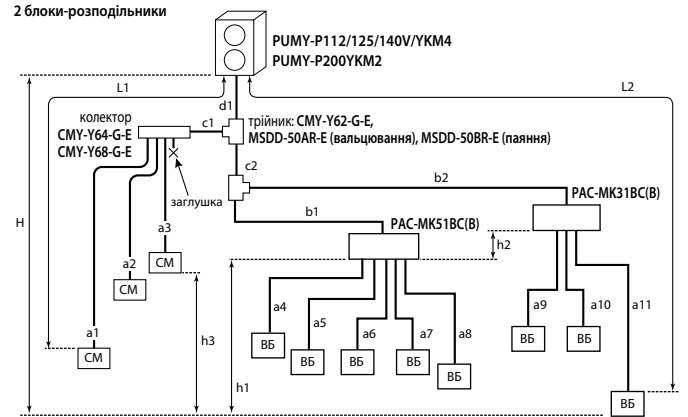 2 блоки-розподільники
PUMY-P112/125/140V/YKM4
PUMY-P200YKM2
L1
L2
d1
колектор
CMY-Y64-G-E
CMY-Y68-G-E
c1
трійник: CMY-Y62-G-E,
MSDD-50AR-E (вальцювання), MSDD-50BR-E (паяння)
c2
заглушка
b2
PAC-MK31BC(B)
b1
PAC-MK51BC(B)
H
a3
h2
a2
СМ
СМ
a1
СМ
h3
h1
a4
a5
a6
a7
a8
a9
a10
a11
ВБ
ВБ
ВБ
ВБ
ВБ
ВБ
ВБ
ВБ